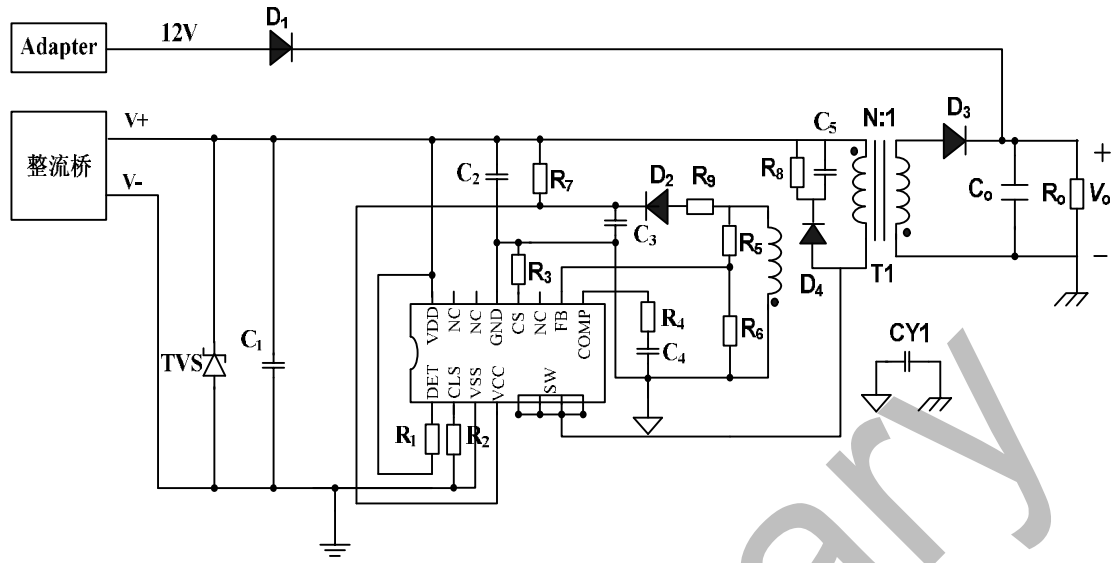 Adapter
12V
D1
整流桥
V+
V-
TVS
C1
C2
R7
C3
D2
R9
R5
R6
R3
R4
C4
R8
C5
D4
N:1
T1
D3
Co
Ro
Vo
+
−
VDD
NC
NC
GND
CS
NC
FB
COMP
DET
CLS
VSS
VCC
SW
R1
R2
CY1
ary